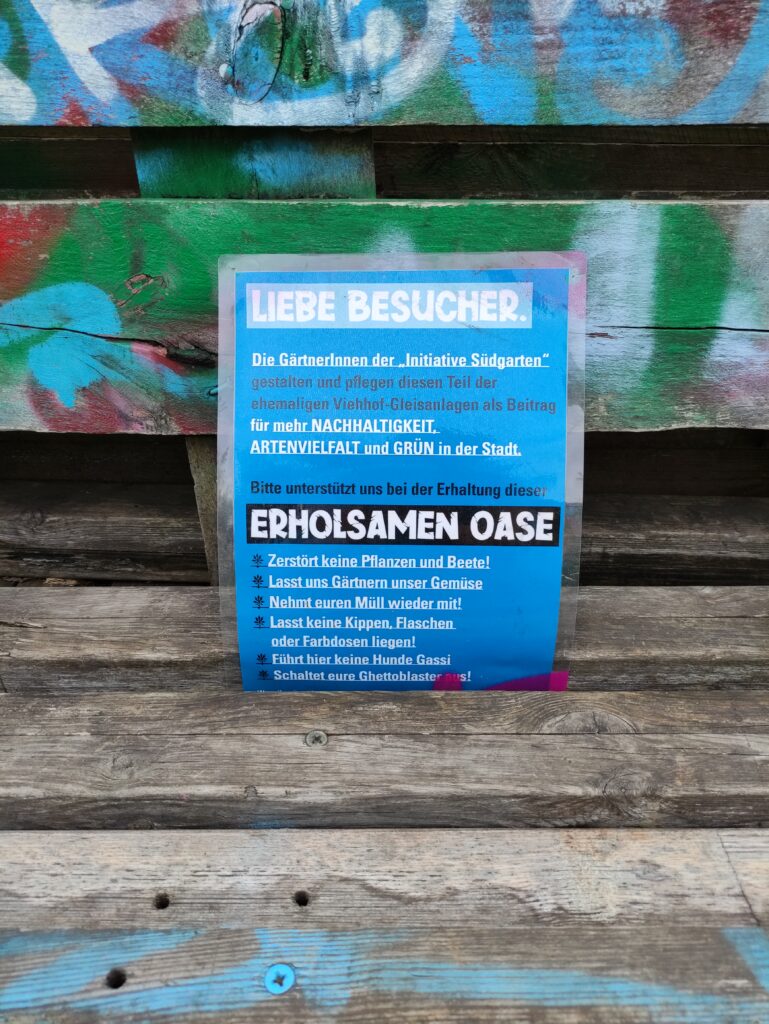 LIEBE BESUCHER.
Die GärtnerInnen der „Initiative Südgarten“
gestalten und pflegen diesen Teil der
ehemaligen Viehhof-Gleisanlagen als Beitrag
für mehr NACHHALTIGKEIT,
ARTENVIELFALT und GRÜN in der Stadt.
Bitte unterstützt uns bei der Erhaltung dieser
ERHOLSAMEN OASE
Zerstört keine Pflanzen und Beete!
Lasst uns Gärtnern unser Gemüse
Nehmt euren Müll wieder mit!
Lasst keine Kippen, Flaschen
oder Farbdosen liegen!
Führt hier keine Hunde Gassi
Schaltet eure Ghettoblaster aus!